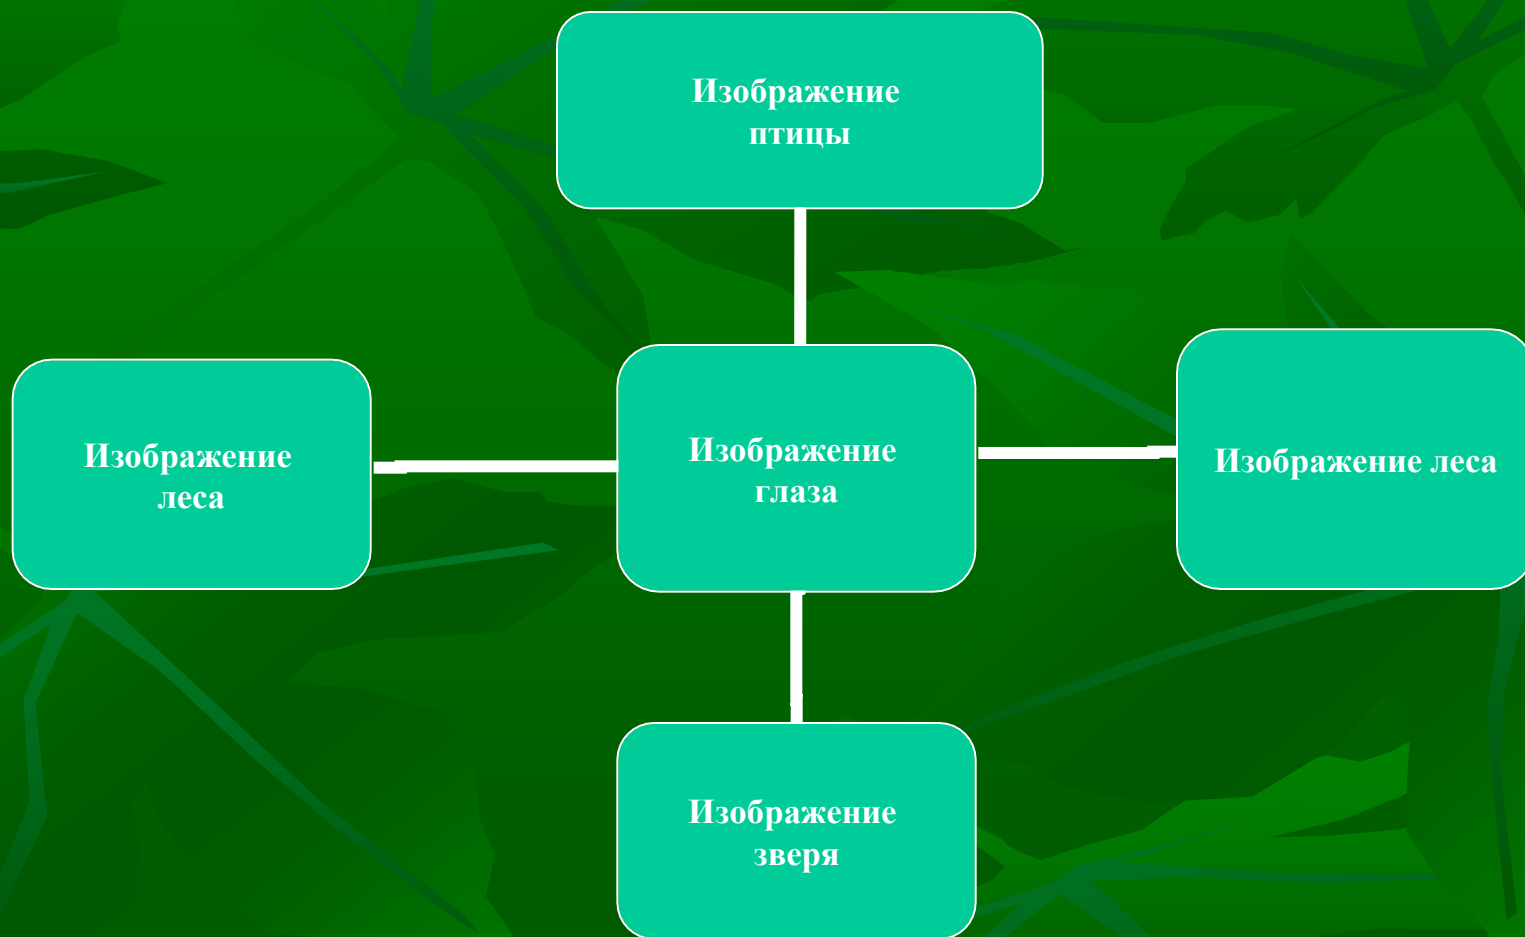 Изображение
птицы
Изображение
леса
Изображение
глаза
Изображение леса
Изображение
зверя